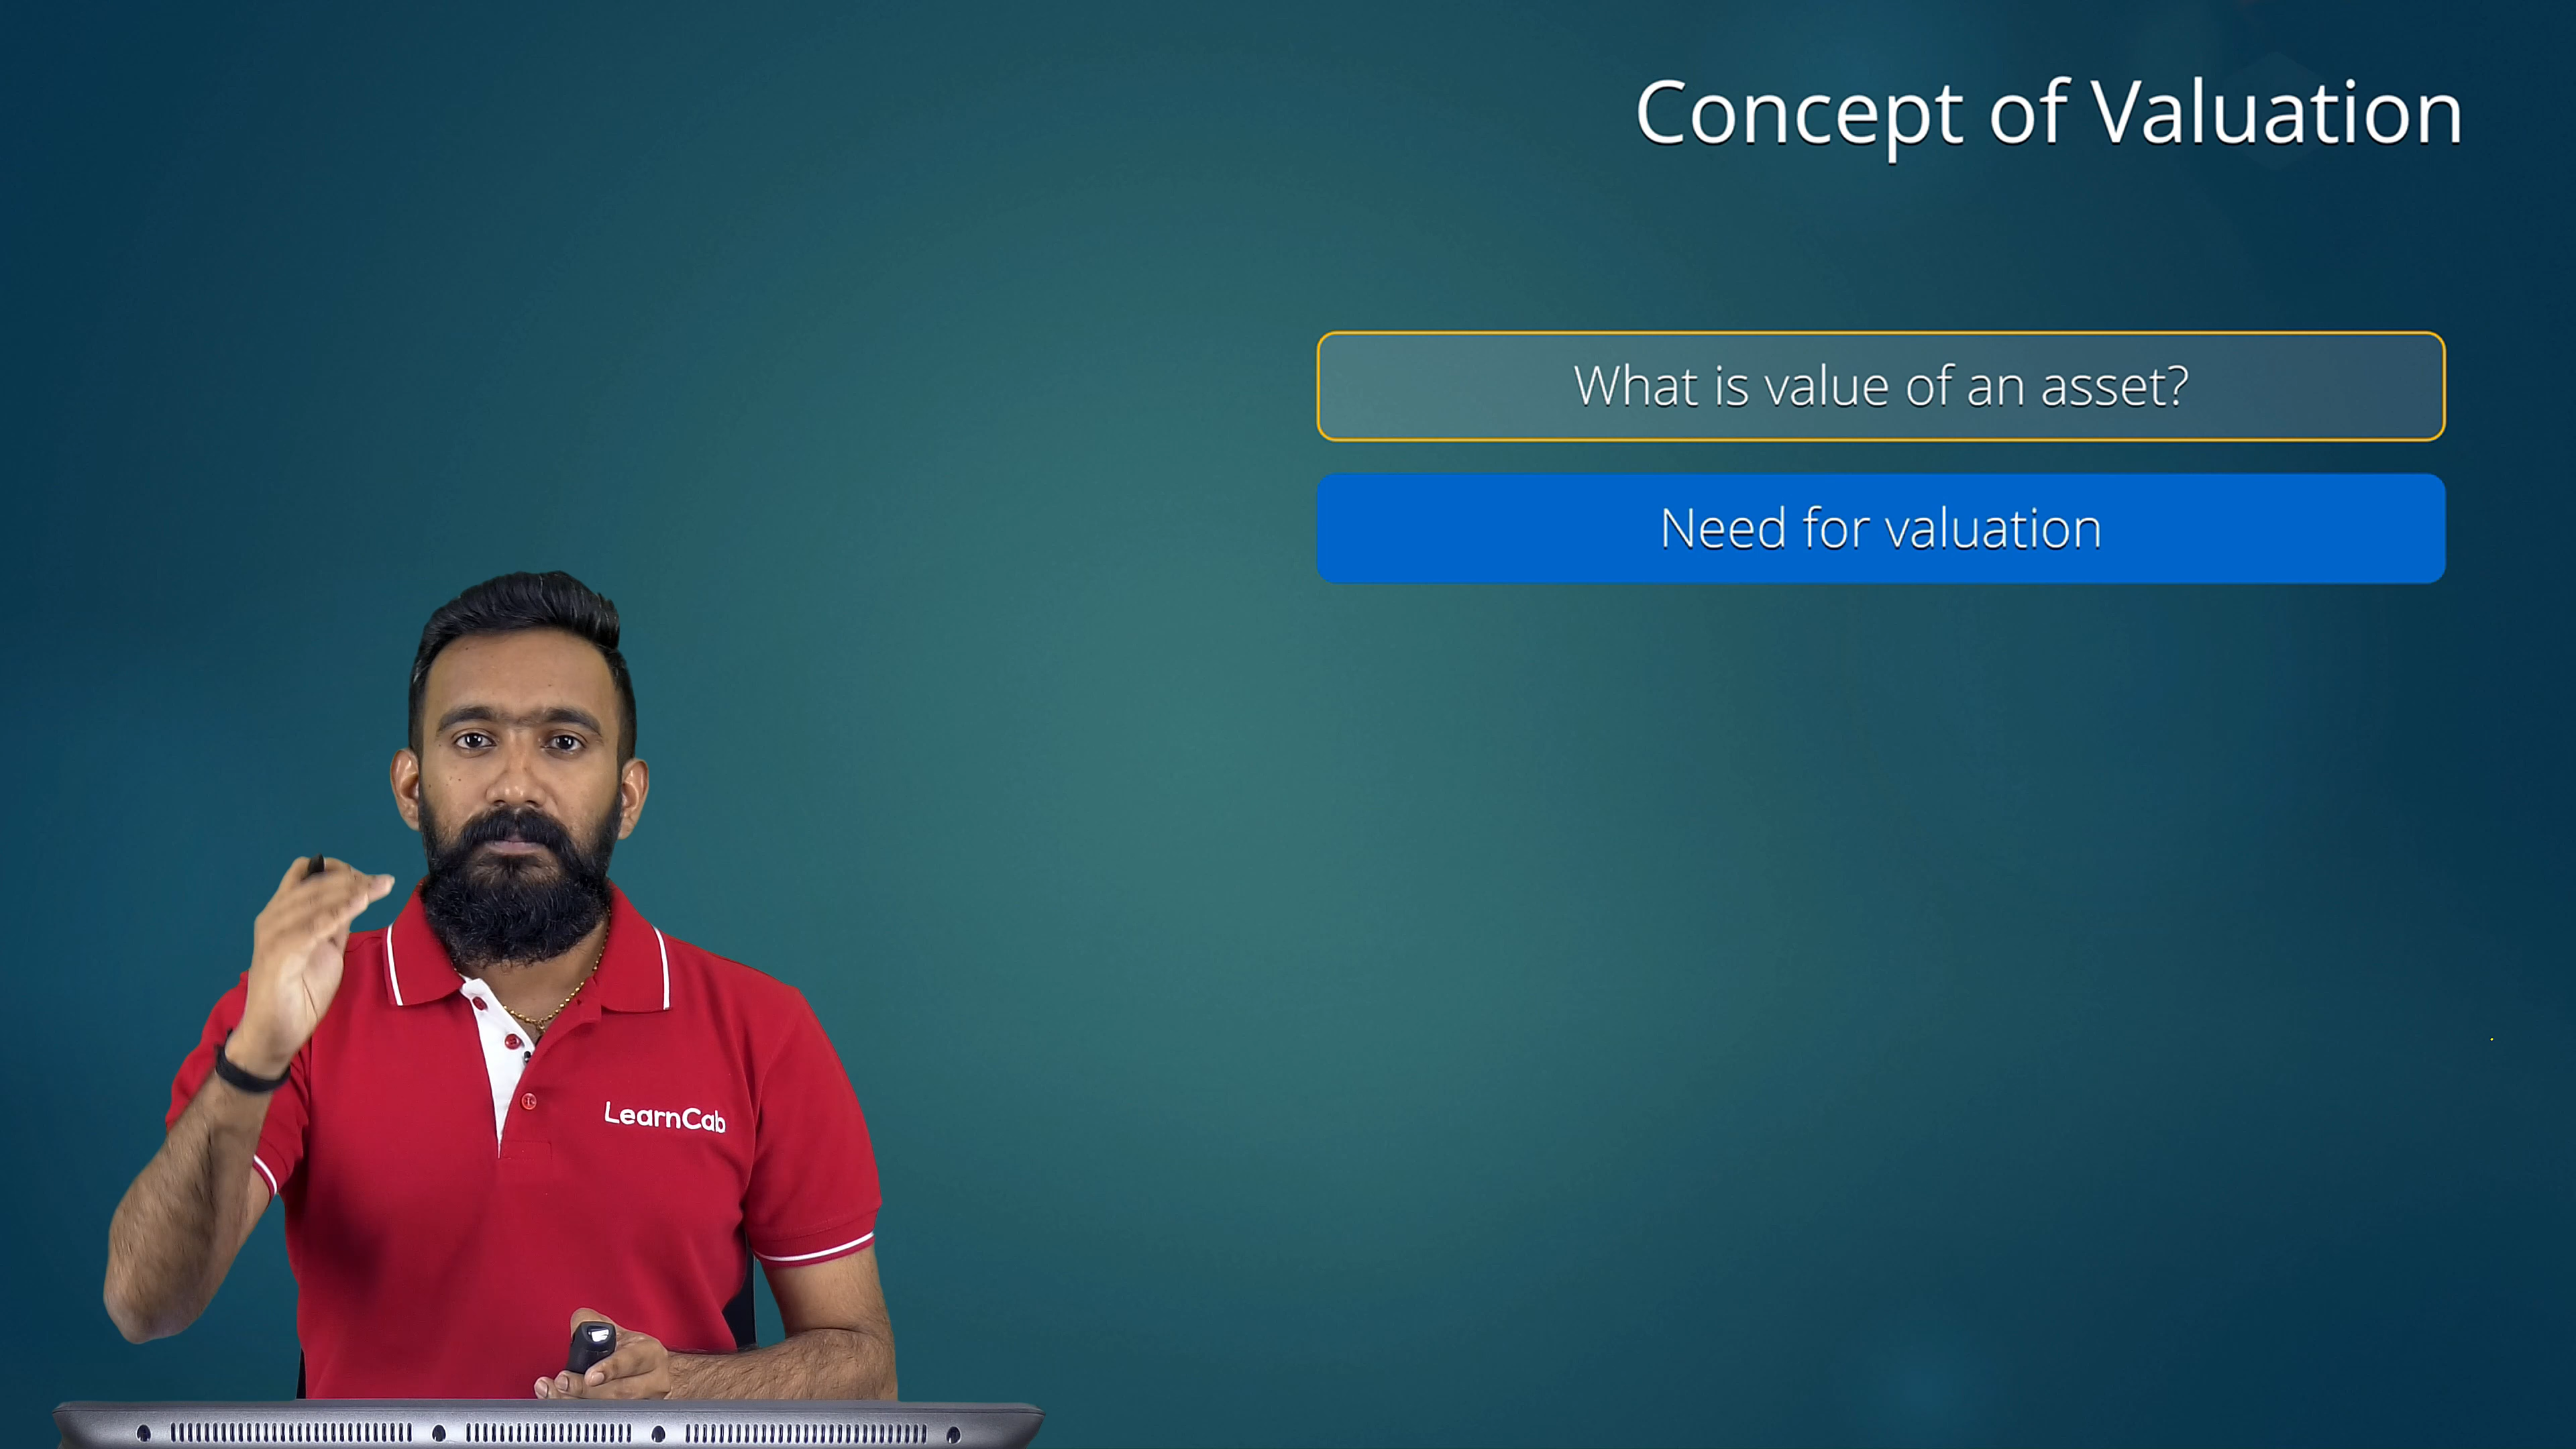 Concept of Valuation
What is value of an asset?
Need for valuation
LearnCab